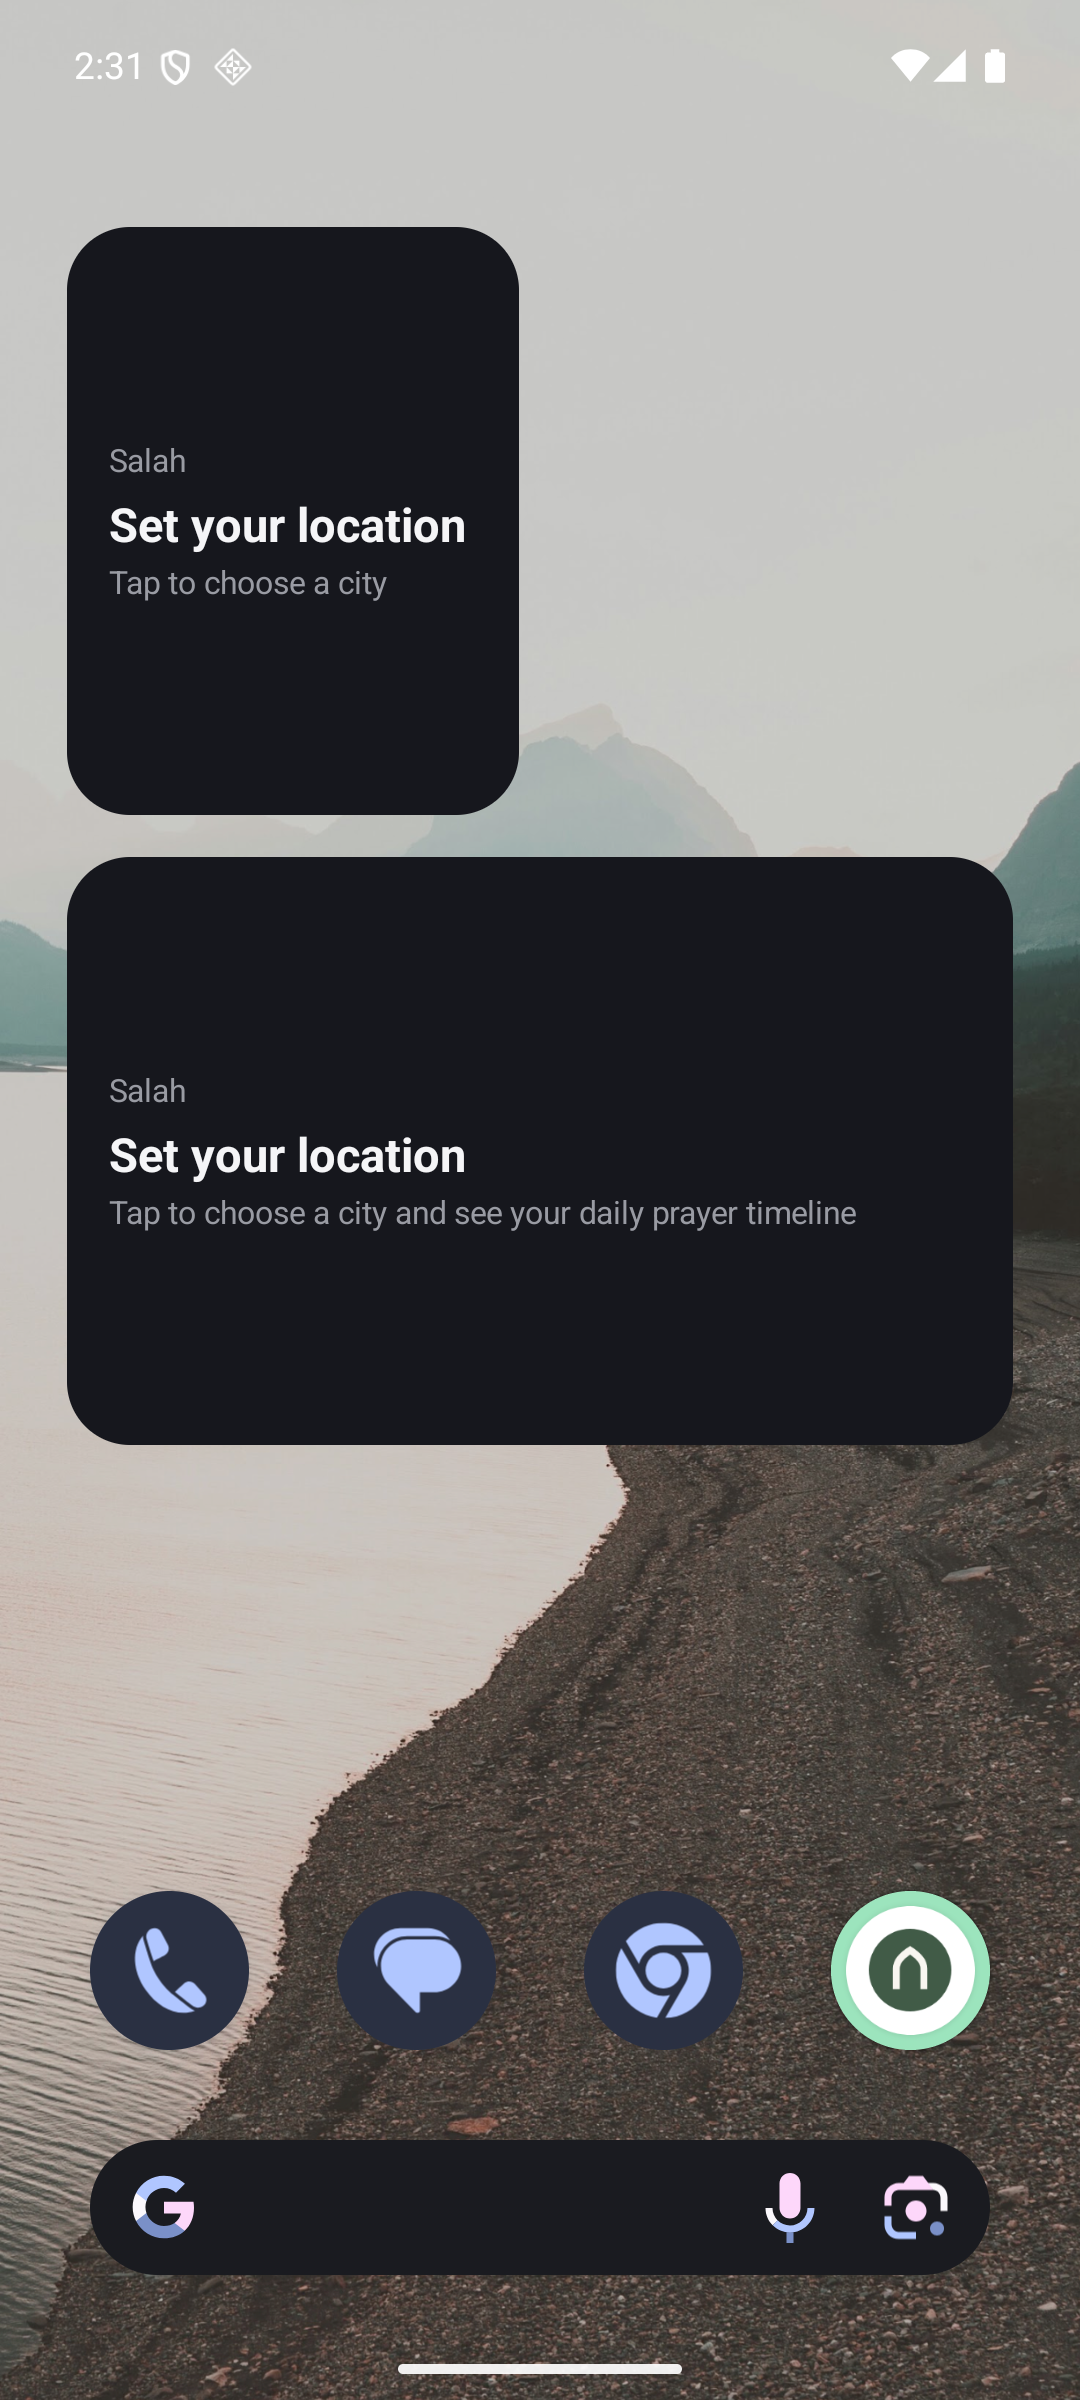 2:31
Salah
Set your location
Tap to choose a city
Salah
Set your location
Tap to choose a city and see your daily prayer timeline